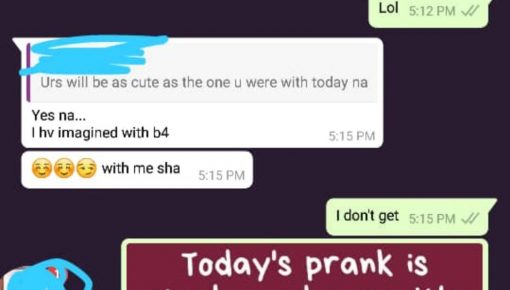 Lol 5:12 PM
Urs will be as cute as the one u were with today na
Yes na...
I hv imagined with b4
5:15 PM
☺️☺️😏 with me sha 5:15 PM
I don't get 5:15 PM
Today's prank is